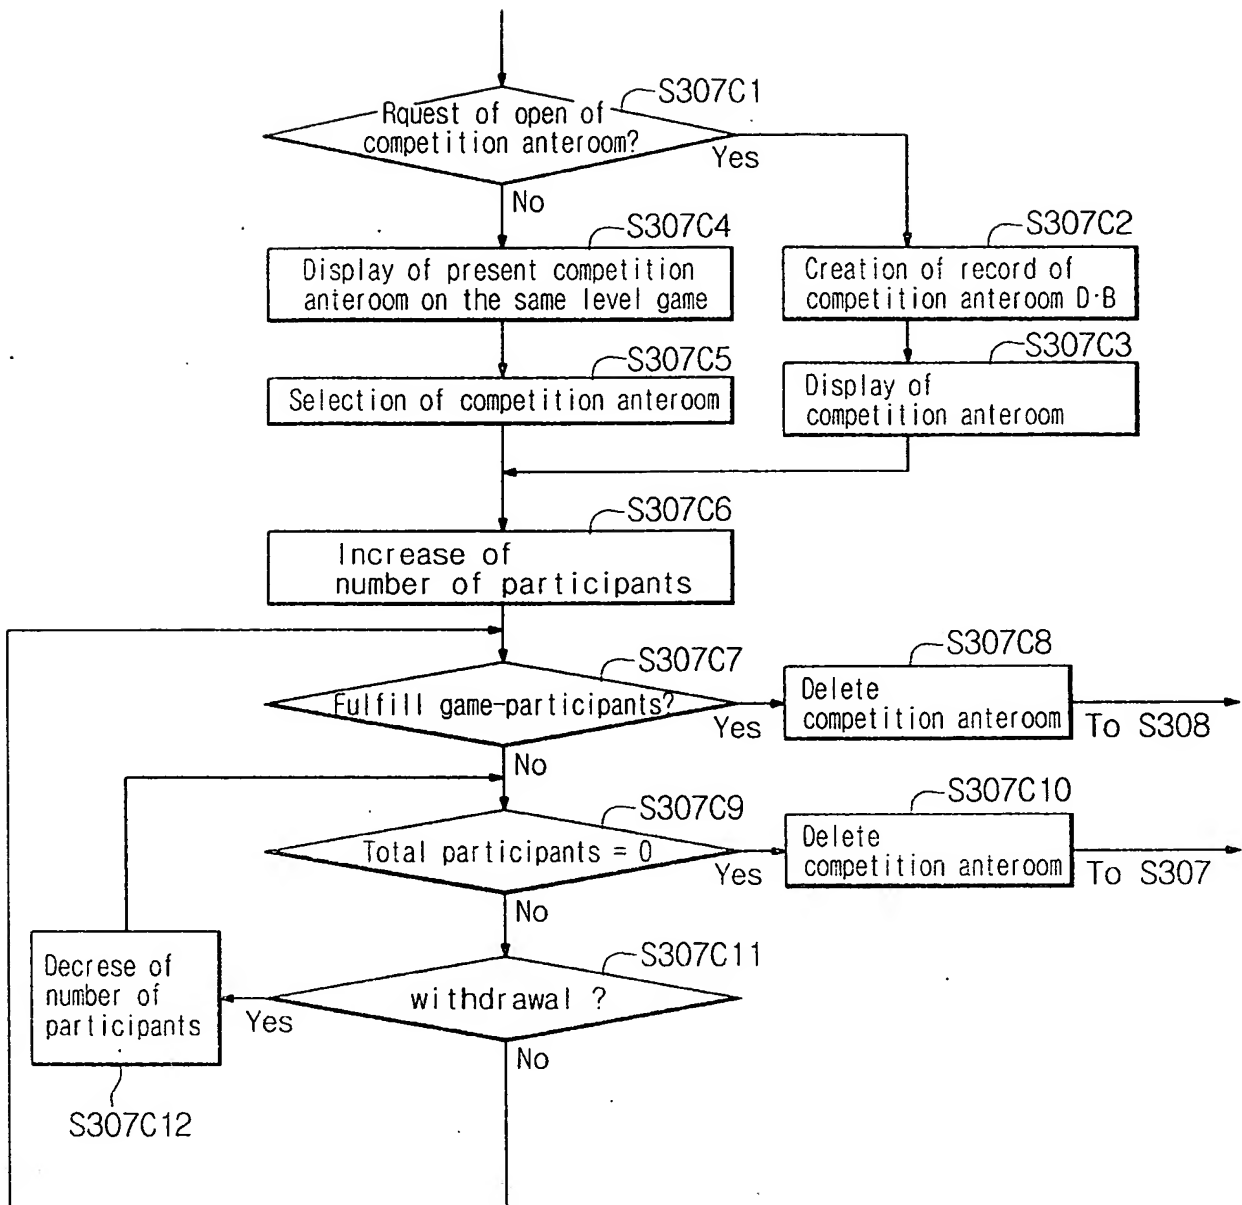 S307C1
Rquest of open of
competition anteroom?
Yes
No
S307C4
Display of present competition
anteroom on the same level game
S307C2
Creation of record of
competition anteroom D·B
S307C5
Selection of competition anteroom
S307C3
Display of
competition anteroom
S307C6
Increase of
number of participants
S307C7
Fulfill game-participants?
Yes
No
S307C8
Delete
competition anteroom
To S308
S307C9
Total participants = 0
Yes
No
S307C10
Delete
competition anteroom
To S307
S307C11
withdrawal ?
Yes
No
Decrese of
number of
participants
S307C12